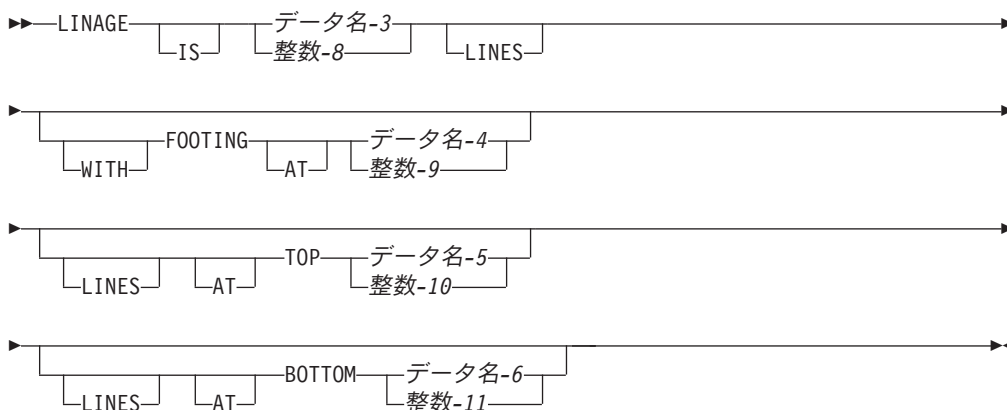 LINAGE IS データ名-3 LINES
整数-8
WITH FOOTING AT データ名-4
整数-9
LINES AT TOP データ名-5
整数-10
LINES AT BOTTOM データ名-6
整数-11